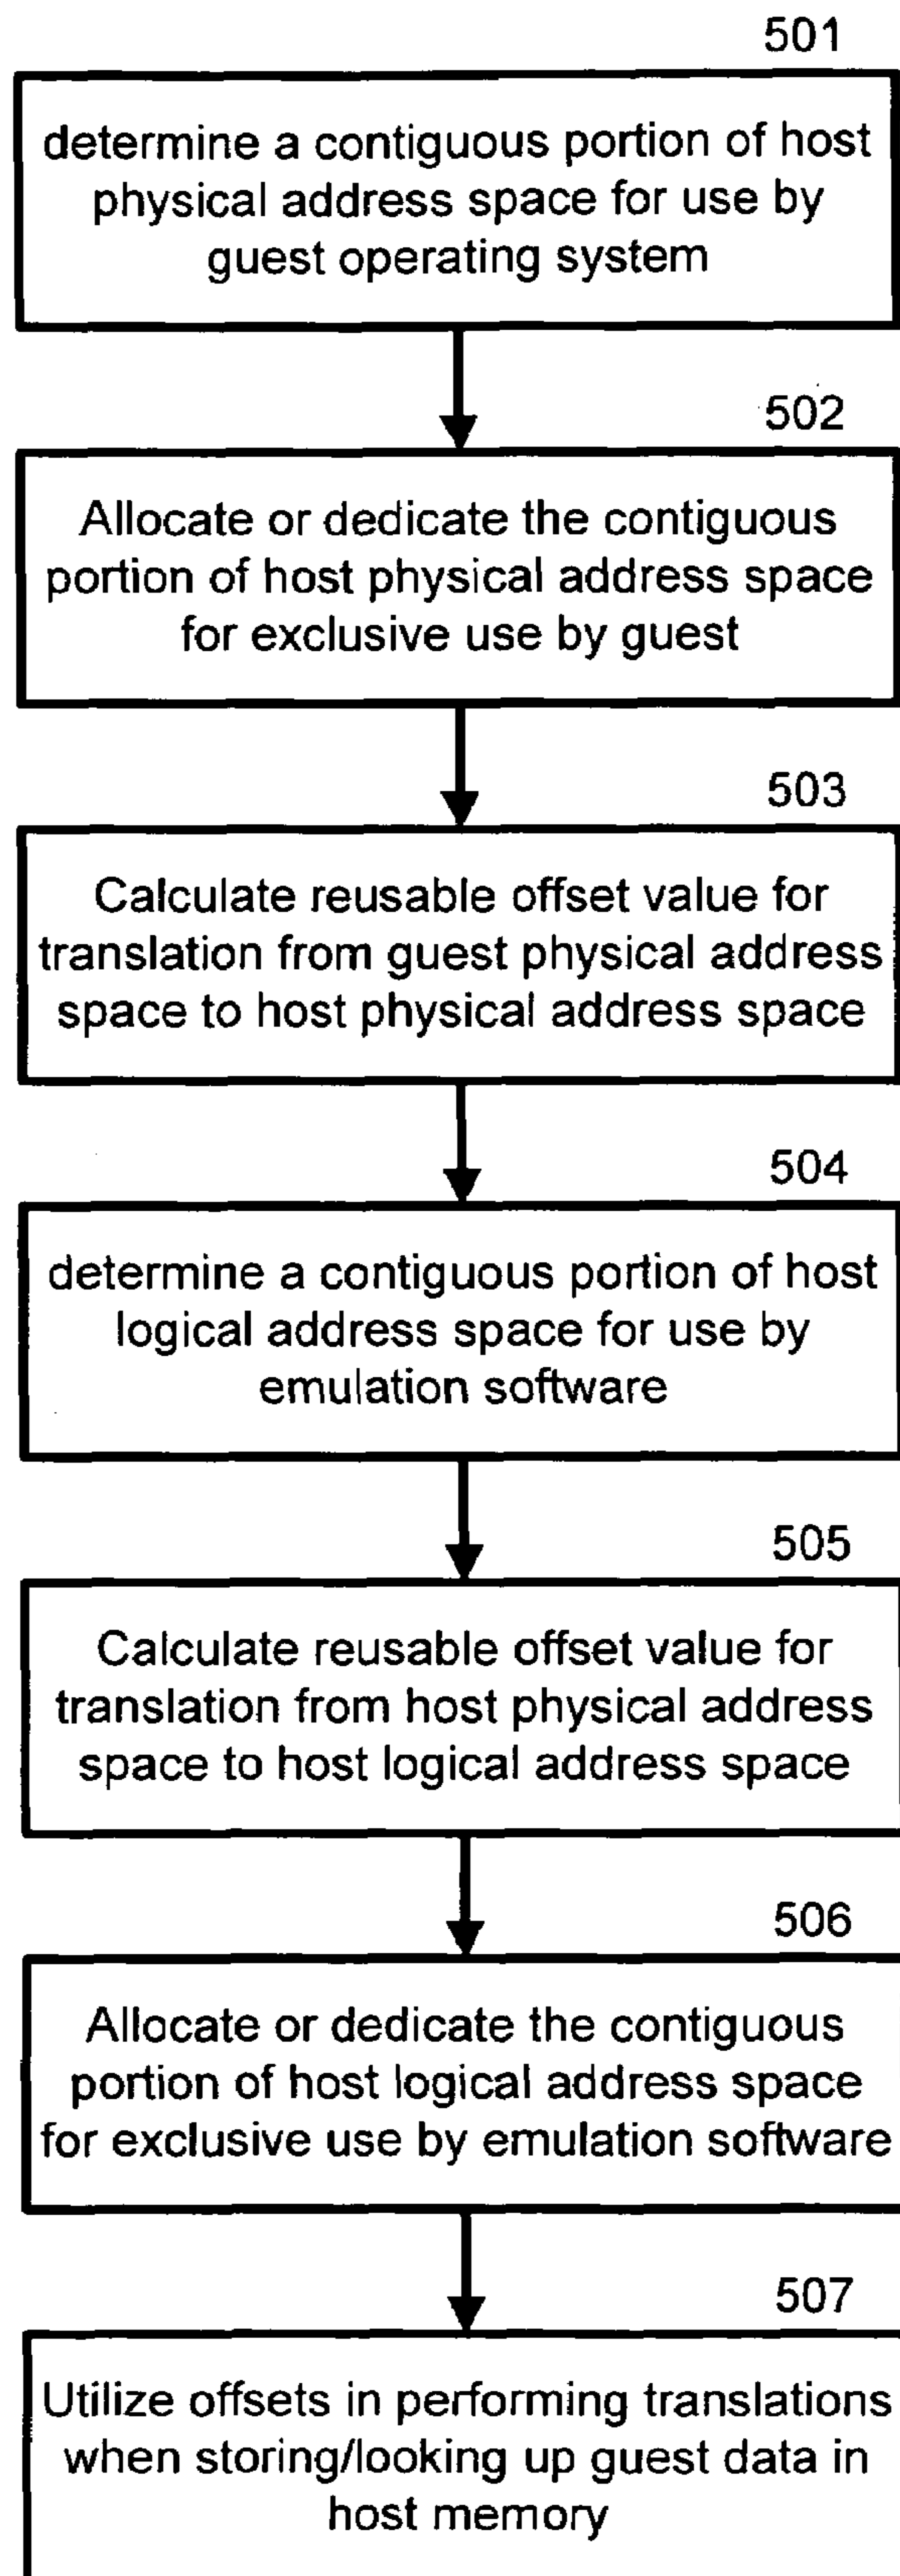 501
determine a contiguous portion of host
physical address space for use by
guest operating system
502
Allocate or dedicate the contiguous
portion of host physical address space
for exclusive use by guest
503
Calculate reusable offset value for
translation from guest physical address
space to host physical address space
504
determine a contiguous portion of host
logical address space for use by
emulation software
505
Calculate reusable offset value for
translation from host physical address
space to host logical address space
506
Allocate or dedicate the contiguous
portion of host logical address space
for exclusive use by emulation software
507
Utilize offsets in performing translations
when storing/looking up guest data in
host memory